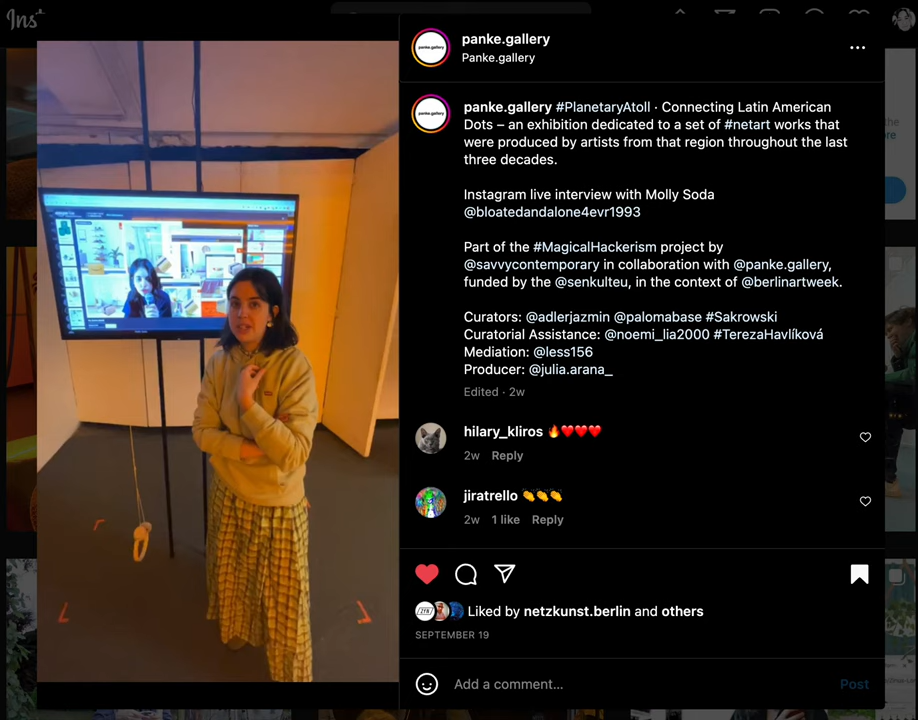 Ins
panke.gallery
Panke.gallery
panke.gallery #PlanetaryAtoll · Connecting Latin American
Dots – an exhibition dedicated to a set of #netart works that
were produced by artists from that region throughout the last
three decades.
Instagram live interview with Molly Soda
@bloatedandalone4evr1993
Part of the #MagicalHackerism project by
@savvycontemporary in collaboration with @panke.gallery,
funded by the @senkulteu, in the context of @berlinartweek.
Curators: @adlerjazmin @palomabase #Sakrowski
Curatorial Assistance: @noemi_lia2000 #TerezaHavlíková
Mediation: @less156
Producer: @julia.arana_
Edited · 2w
hilary_kliros 🔥❤️❤️❤️
2w Reply
jiratrello 👏👏👏
2w 1 like Reply
Liked by netzkunst.berlin and others
SEPTEMBER 19
Add a comment...
Post